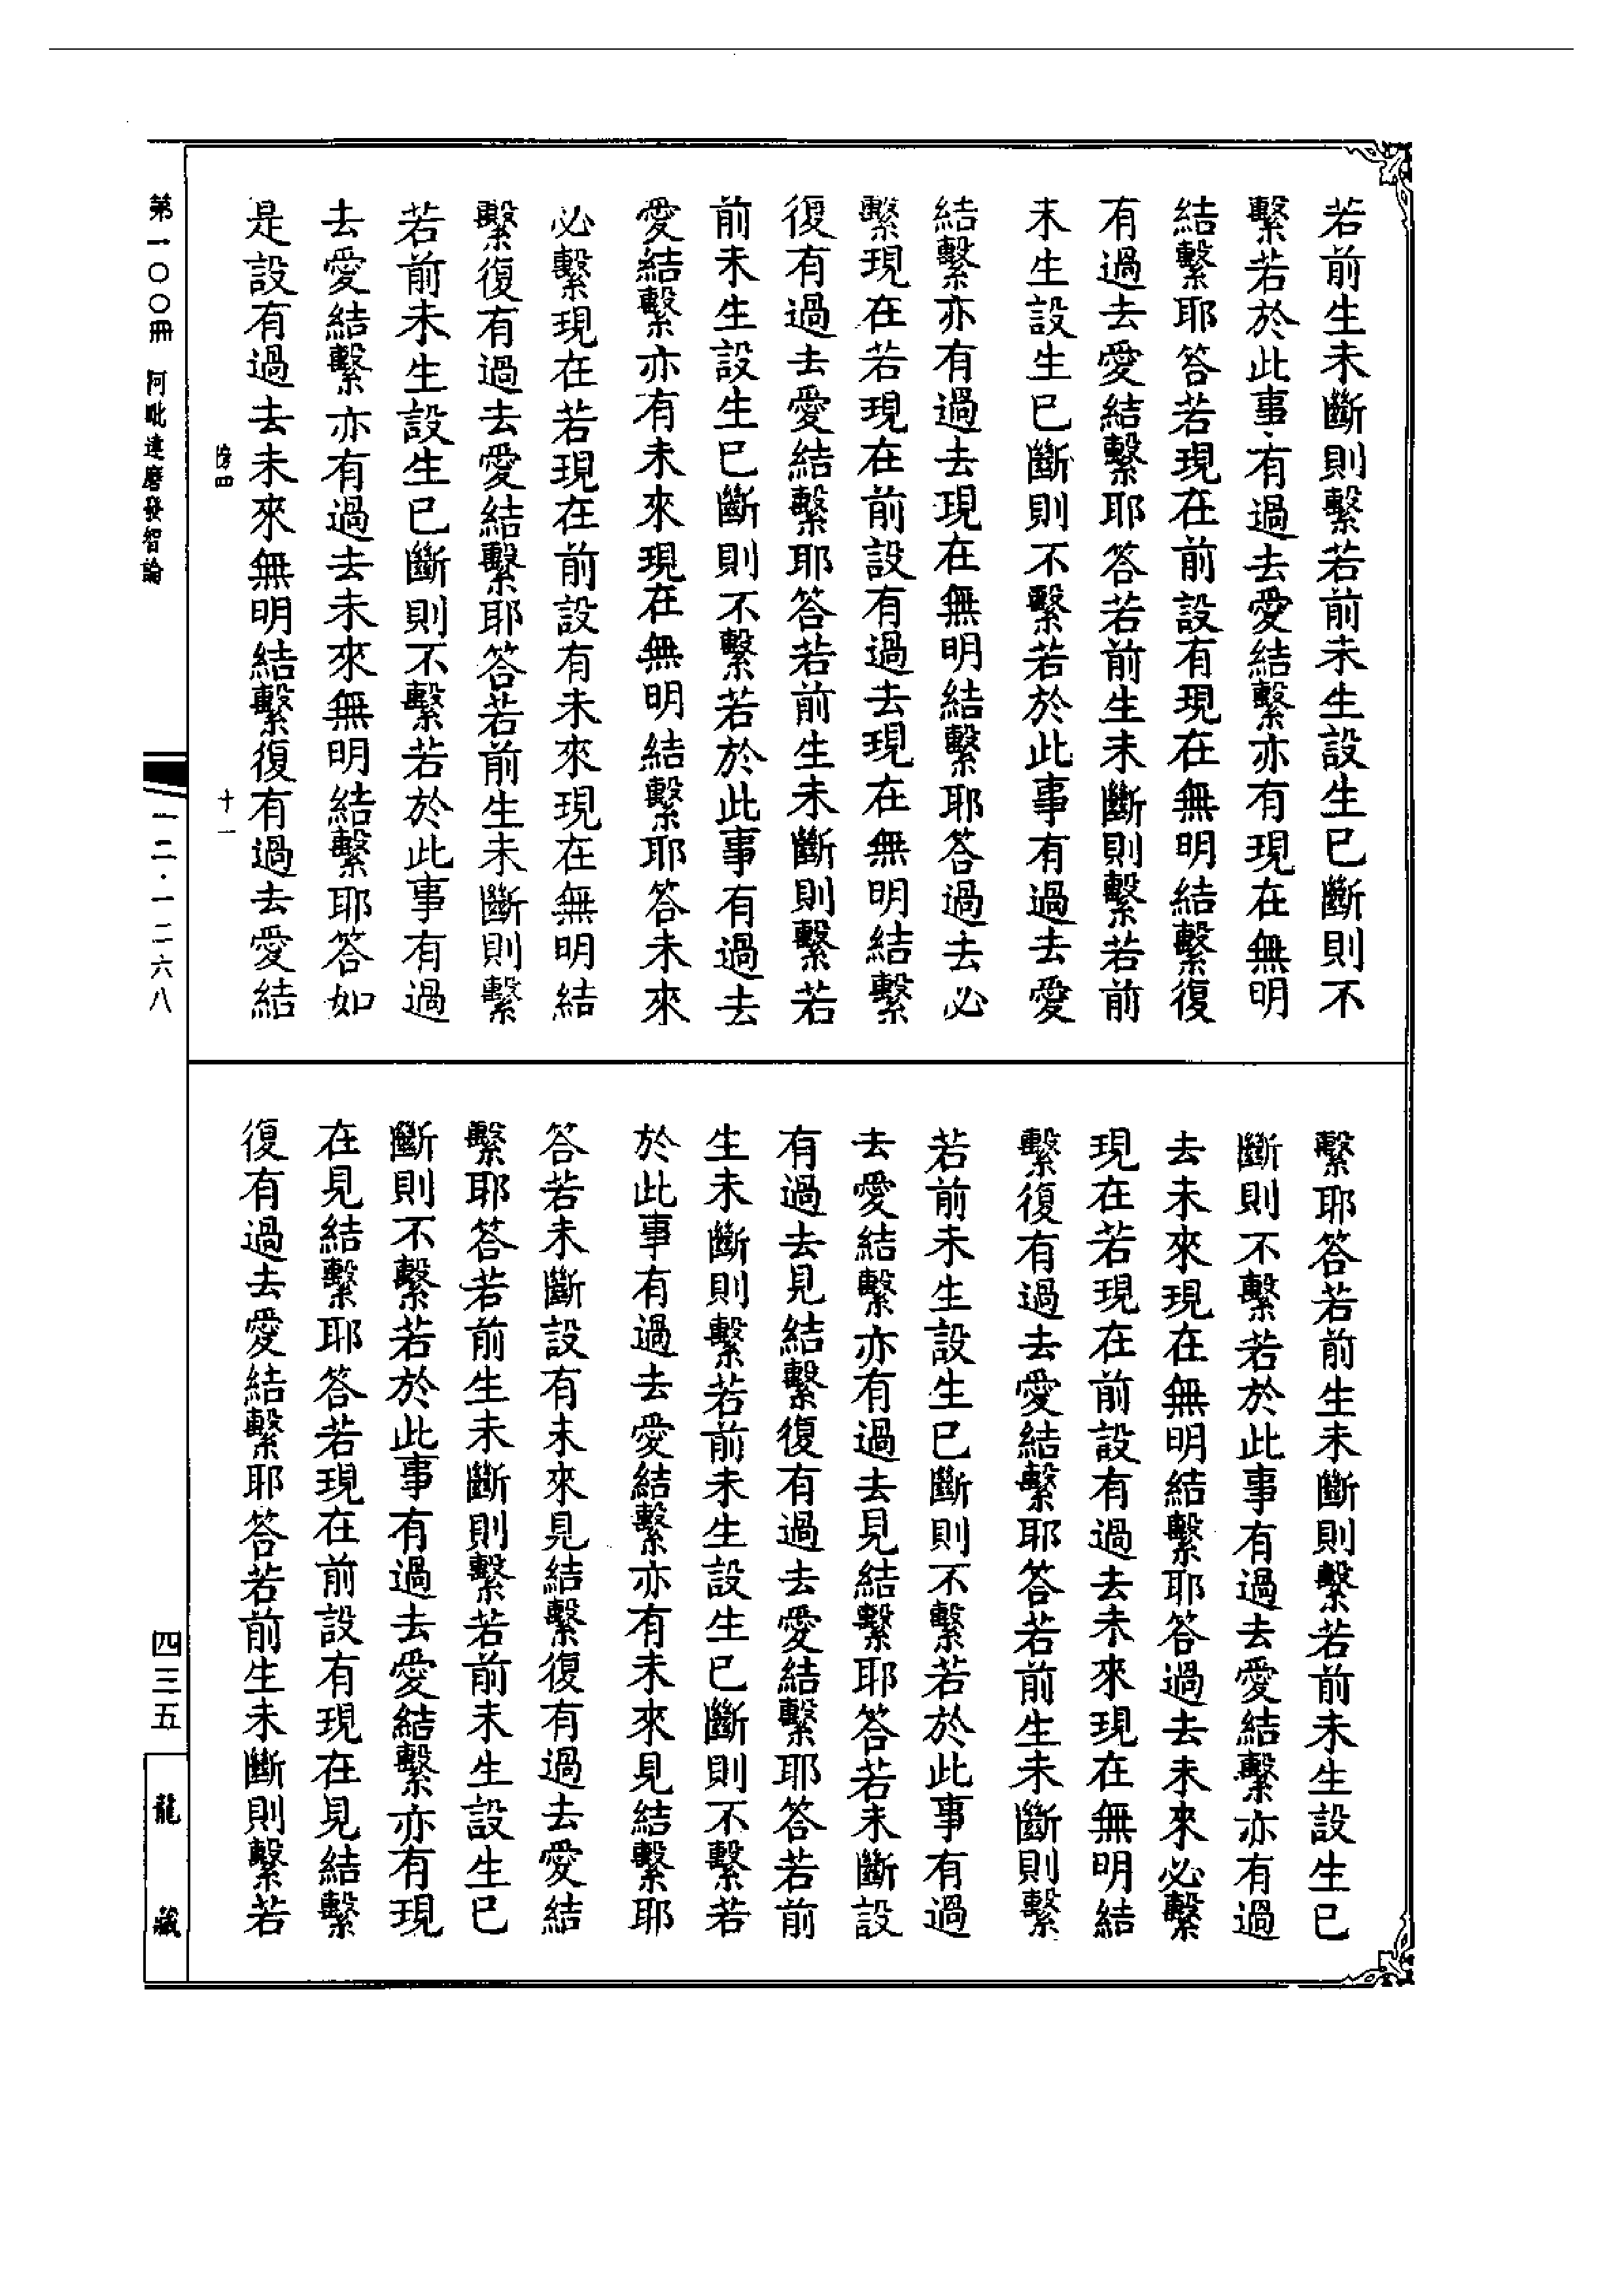 若前生未斷則繫若前未生設生已斷則不
繫若於此事有過去愛結繫亦有現在無明
結繫耶答若現在前設有現在無明結繫復
有過去愛結繫耶答若前生未斷則繫若前
未生設生已斷則不繫若於此事有過去愛
結繫亦有過去現在無明結繫耶答過去必
繫現在若現在前設有過去現在無明結繫
復有過去愛結繫耶答若前生未斷則繫若
前未生設生已斷則不繫若於此事有過去
愛結繫亦有未來現在無明結繫耶答未來
必繫現在若現在前設有未來現在無明結
繫復有過去愛結繫耶答若前生未斷則繫
若前未生設生已斷則不繫若於此事有過
去愛結繫亦有過去未來無明結繫耶答如
是設有過去未來無明結繫復有過去愛結
繫耶答若前生未斷則繫若前未生設生已
斷則不繫若於此事有過去愛結繫亦有過
去未來現在無明結繫耶答過去未來必繫
現在若現在前設有過去未來現在無明結
繫復有過去愛結繫耶答若前生未斷則繫
若前未生設生已斷則不繫若於此事有過
去愛結繫亦有過去見結繫耶答若未斷設
有過去見結繫復有過去愛結繫耶答若前
生未斷則繫若前未生設生已斷則不繫若
於此事有過去愛結繫亦有未來見結繫耶
答若未斷設有未來見結繫復有過去愛結
繫耶答若前生未斷則繫若前未生設生已
斷則不繫若於此事有過去愛結繫亦有現
在見結繫耶答若現在前設有現在見結繫
復有過去愛結繫耶答若前生未斷則繫若
十一
第一〇〇冊 阿毗達磨發智論
一二·一二六八
四三五
龍藏